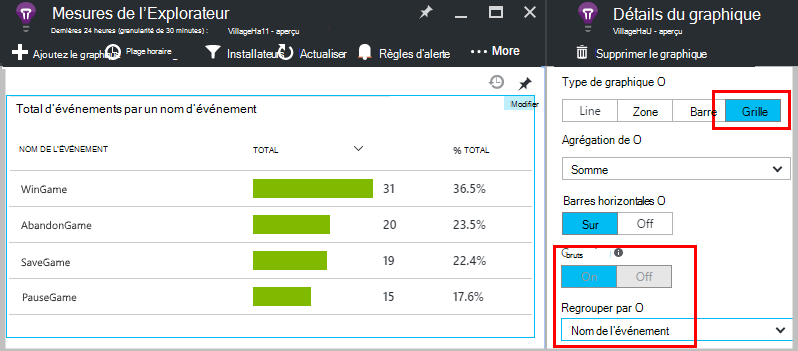 Mesures de l'Explorateur
Dernières 24 heures (granularité de 30 minutes) : VillageHa11 - aperçu
Ajoutez le graphique Plage horaire Installateurs Actualiser Règles d'alerte ... More
Modifier
Total d'événements par un nom d'événement
NOM DE L'ÉVÉNEMENT TOTAL % TOTAL
WinGame 31 36.5%
AbandonGame 20 23.5%
SaveGame 19 22.4%
PauseGame 15 17.6%
Détails du graphique
VillageHaU - aperçu
Supprimer le graphique
Type de graphique O
Line Zone Barre Grille
Agrégation de O
Somme
Barres horizontales O
Sur Off
bruts
On Off
Regrouper par O
Nom de l'événement